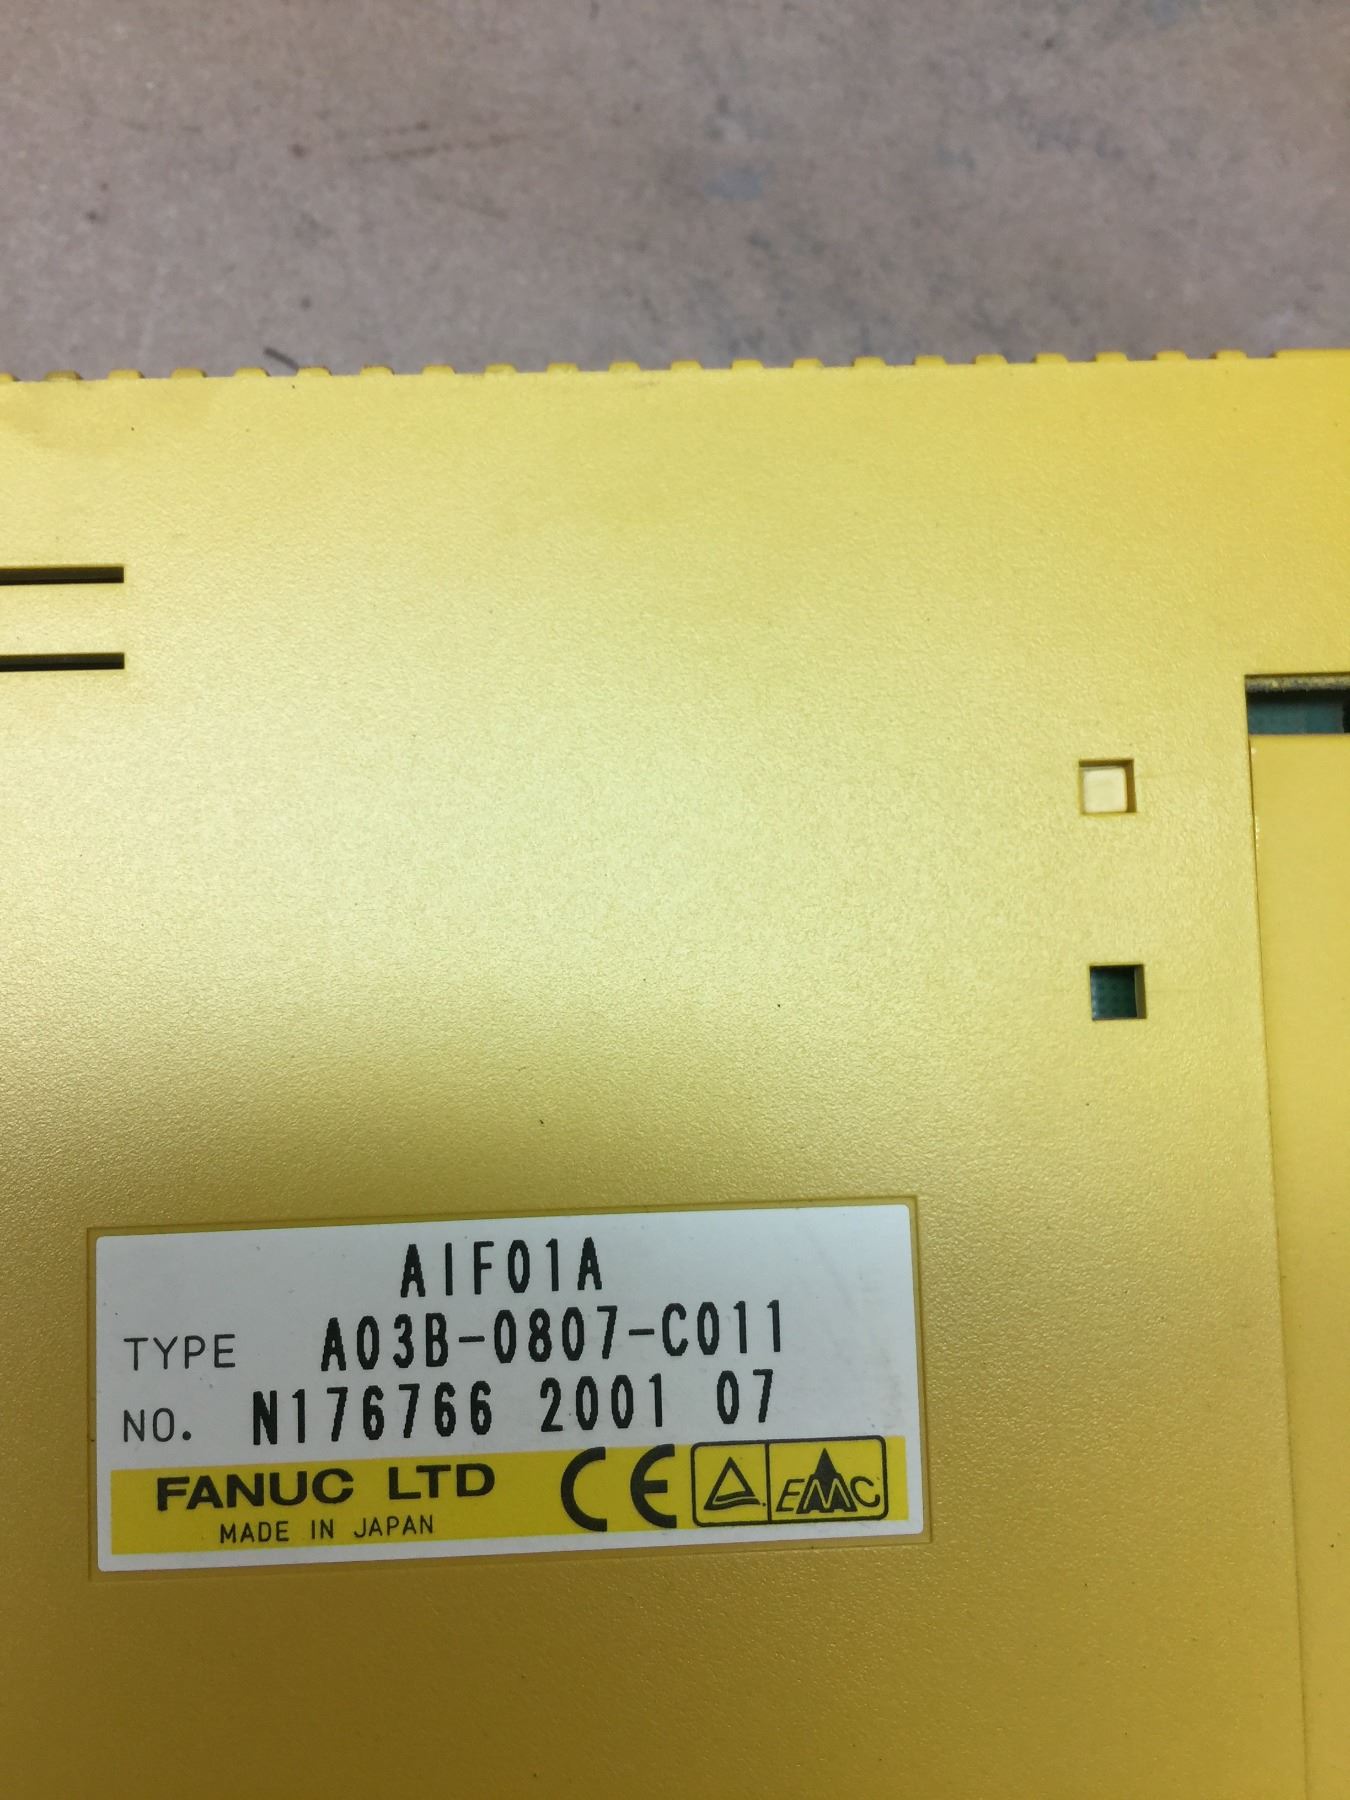 AIF01A
TYPE A03B-0807-C011
NO. N176766 2001 07
FANUC LTD CE EMC
MADE IN JAPAN